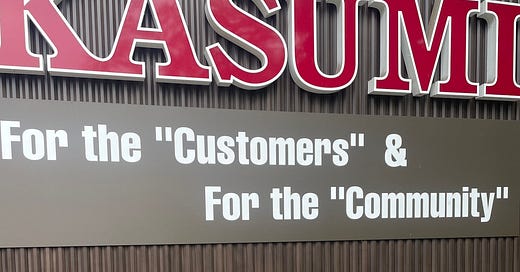 KASUMI
For the "Customers" &
For the "Community"